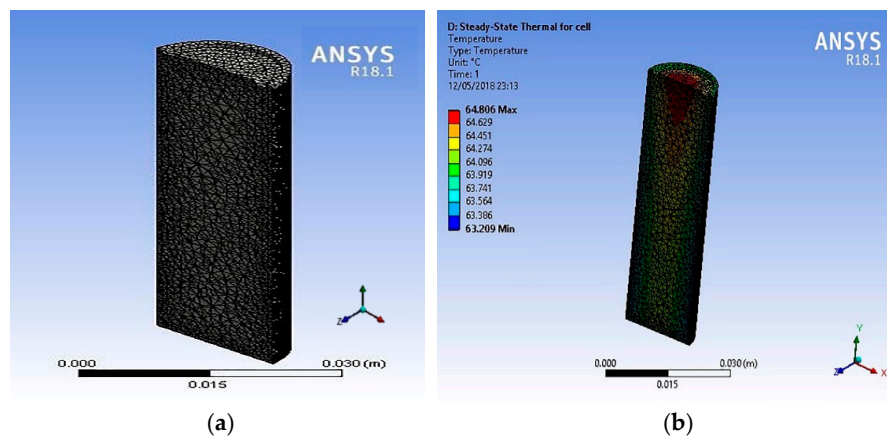 ANSYS
R18.1
Z
0.000
0.030 (m)
0.015
(a)
D: Steady-State Thermal for cell
Temperature
Type: Temperature
Unit: °C
Time: 1
12/05/2018 23:13
64.806 Max
64.629
64.451
64.274
64.096
63.919
63.741
63.564
63.386
63.209 Min
ANSYS
R18.1
Y
Z
X
0.000
0.030 (m)
0.015
(b)